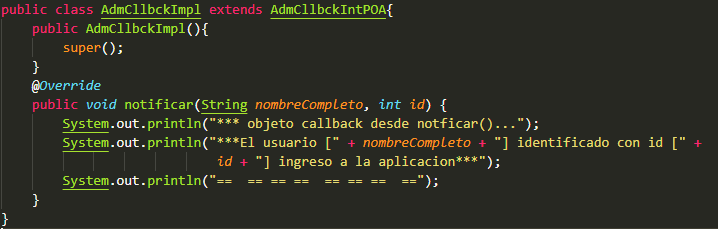 public class AdmCllbckImpl extends AdmCllbckIntPOA{
    public AdmCllbckImpl(){
        super();
    }
    @Override
    public void notificar(String nombreCompleto, int id) {
        System.out.println("*** objeto callback desde notficar()...");
        System.out.println("***El usuario [" + nombreCompleto + "] identificado con id [" +
                            id + "] ingreso a la aplicacion***");
        System.out.println("==  == == ==  == == ==  ==");
    }
}